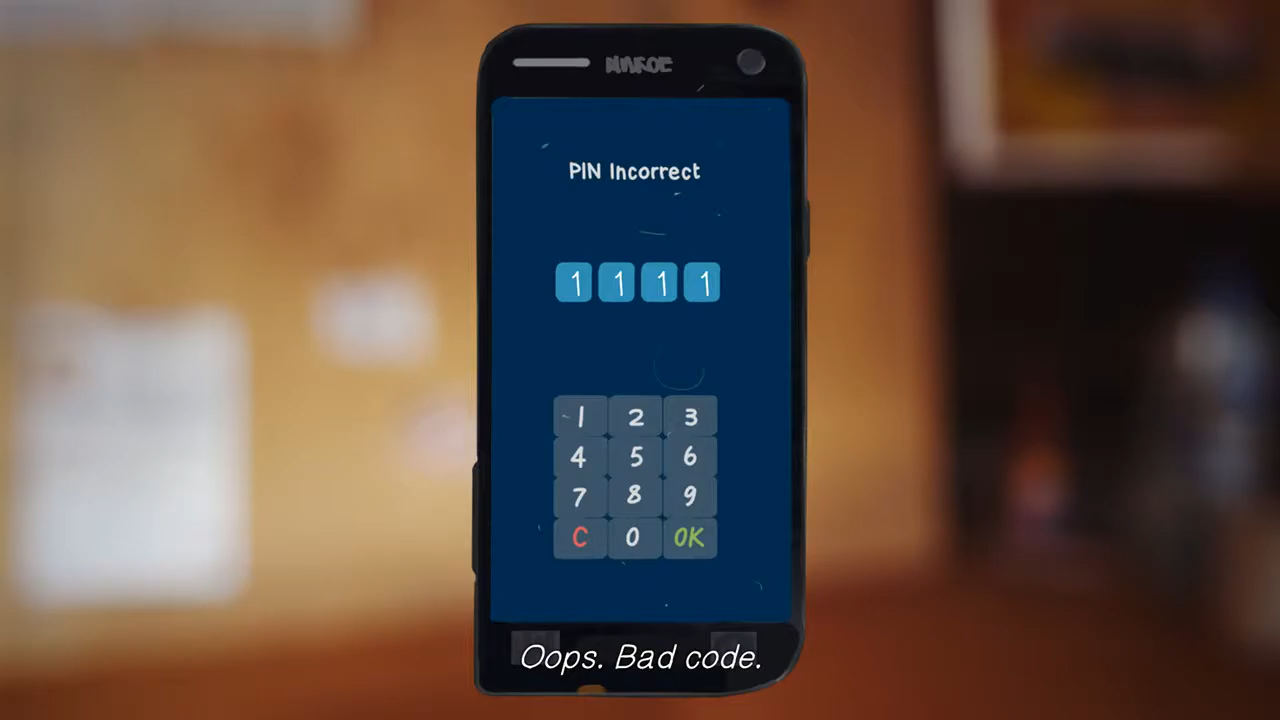 PIN Incorrect
1 1 1 1
1 2 3
4 5 6
7 8 9
C 0 OK
Oops. Bad code.